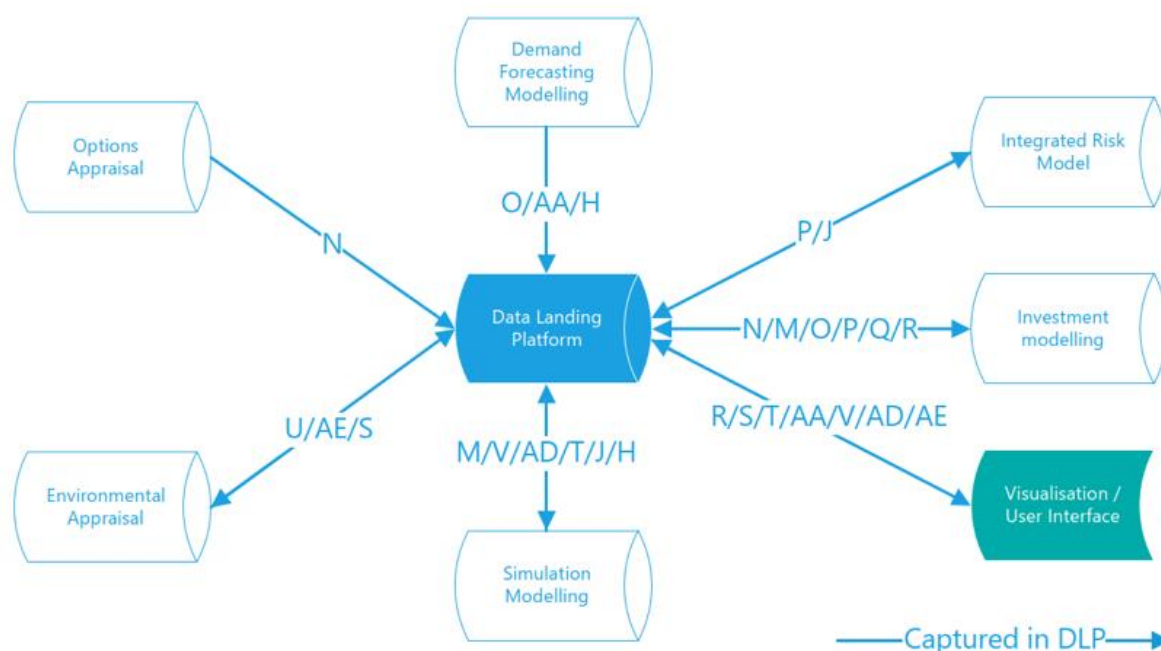 Demand
Forecasting
Modelling
Options
Appraisal
Integrated Risk
Model
O/AA/H
N
P/J
Data Landing
Platform
N/M/O/P/Q/R
Investment
modelling
U/AE/S
M/V/AD/T/J/H
R/S/T/AA/V/AD/AE
Environmental
Appraisal
Visualisation /
User Interface
Simulation
Modelling
Captured in DLP